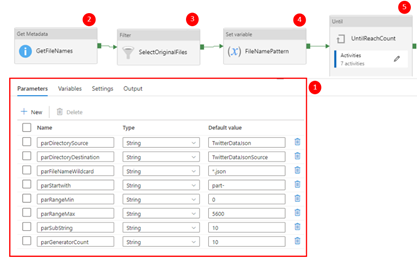 2
3
4
5
Get Metadata
GetFileNames
Filter
SelectOriginalFiles
Set variable
(x) FileNamePattern
Until
UntilReachCount
Activities
7 activities
1
Parameters Variables Settings Output
+ New Delete
Name Type Default value
parDirectorySource String TwitterDataJson
parDirectoryDestination String TwitterDataJsonSource
parFileNameWildcard String *.json
parStartwith String part-
parRangeMin String 0
parRangeMas String 5600
parSubString String 10
parGeneratorCount String 10